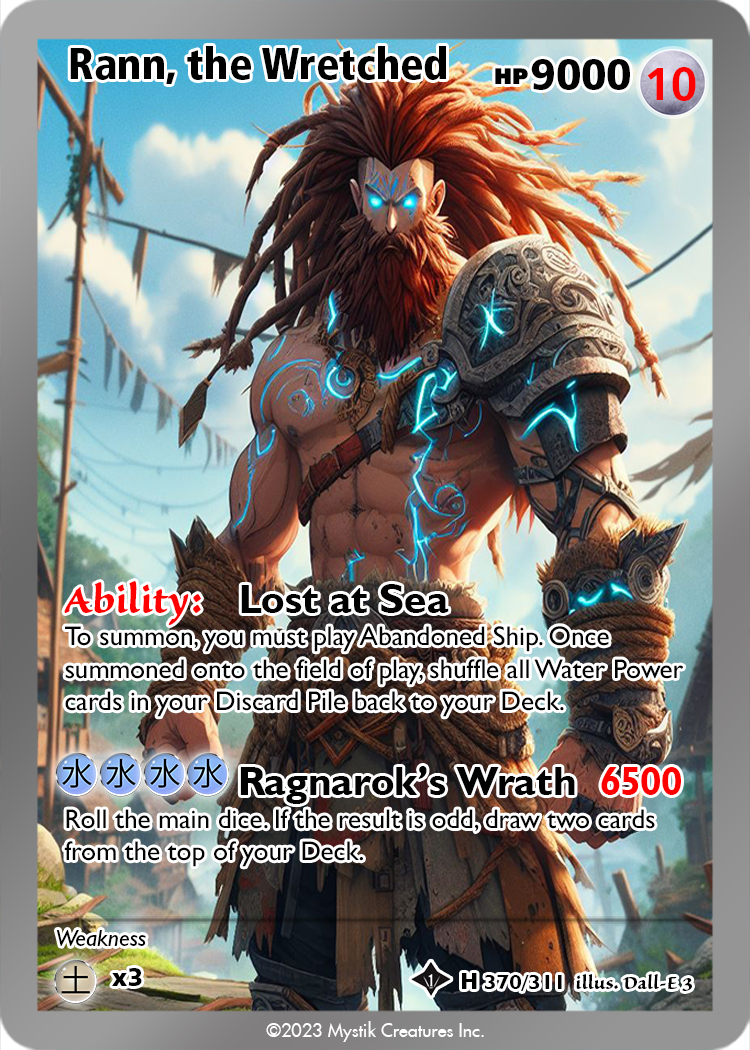 Rann, the Wretched HP 9000 10
Ability: Lost at Sea
To summon, you must play Abandoned Ship. Once
summoned onto the field of play, shuffle all Water Power
cards in your Discard Pile back to your Deck.
水 水 水 水 Ragnarok's Wrath 6500
Roll the main dice. If the result is odd, draw two cards
from the top of your Deck.
Weakness
土 x3
1 H 370/311 illus. Dall-E 3
©2023 Mystik Creatures Inc.